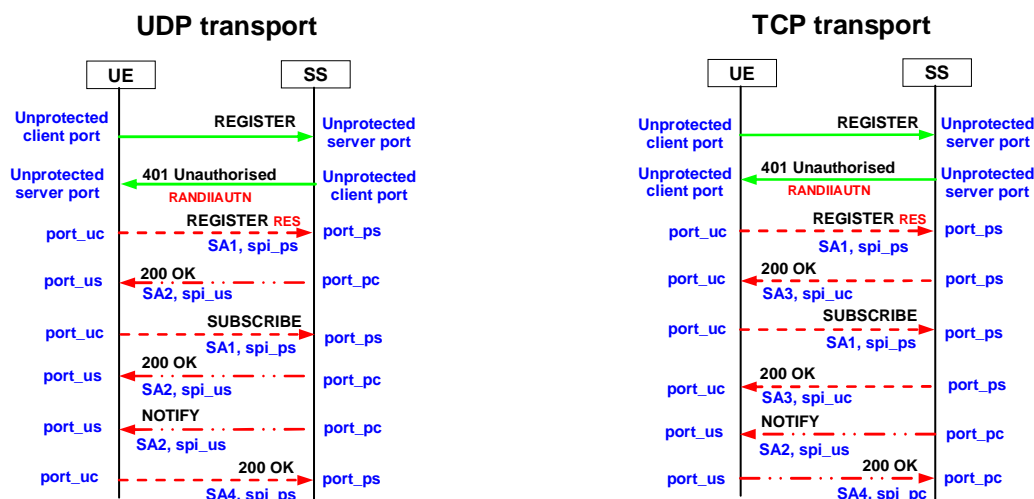 UDP transport
UE
SS
Unprotected
client port
REGISTER
Unprotected
server port
Unprotected
server port
401 Unauthorised
RANDIIAUTN
Unprotected
client port
port_uc
REGISTER RES
SA1, spi_ps
port_ps
port_us
200 OK
SA2, spi_us
port_pc
port_uc
SUBSCRIBE
SA1, spi_ps
port_ps
port_us
200 OK
SA2, spi_us
port_pc
port_us
NOTIFY
SA2, spi_us
port_pc
port_uc
200 OK
SA4, spi_ps
port_ps
TCP transport
UE
SS
Unprotected
client port
REGISTER
Unprotected
server port
Unprotected
client port
401 Unauthorised
RANDIIAUTN
Unprotected
server port
port_uc
REGISTER RES
SA1, spi_ps
port_ps
port_uc
200 OK
SA3, spi_uc
port_ps
port_uc
SUBSCRIBE
SA1, spi_ps
port_ps
port_uc
200 OK
SA3, spi_uc
port_ps
port_us
NOTIFY
SA2, spi_us
port_pc
port_us
200 OK
SA4, spi_pc
port_pc